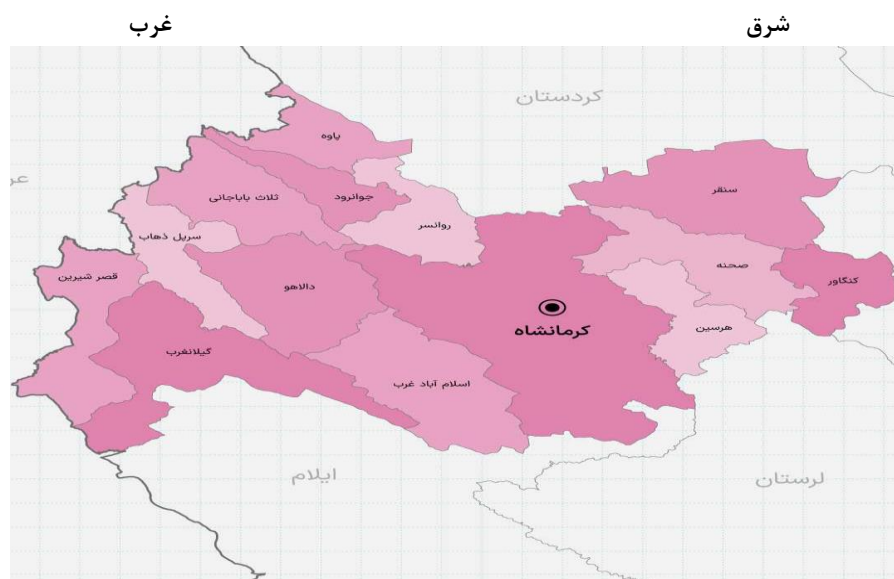 شرق
غرب
کردستان
پاوه
سنقر
جوانرود
ثلاث باباجانی
روانسر
سرپل ذهاب
صحنه
قصر شیرین
کنگاور
دالاهو
هرسین
کرمانشاه
گیلانغرب
اسلام آباد غرب
ایلام
لرستان